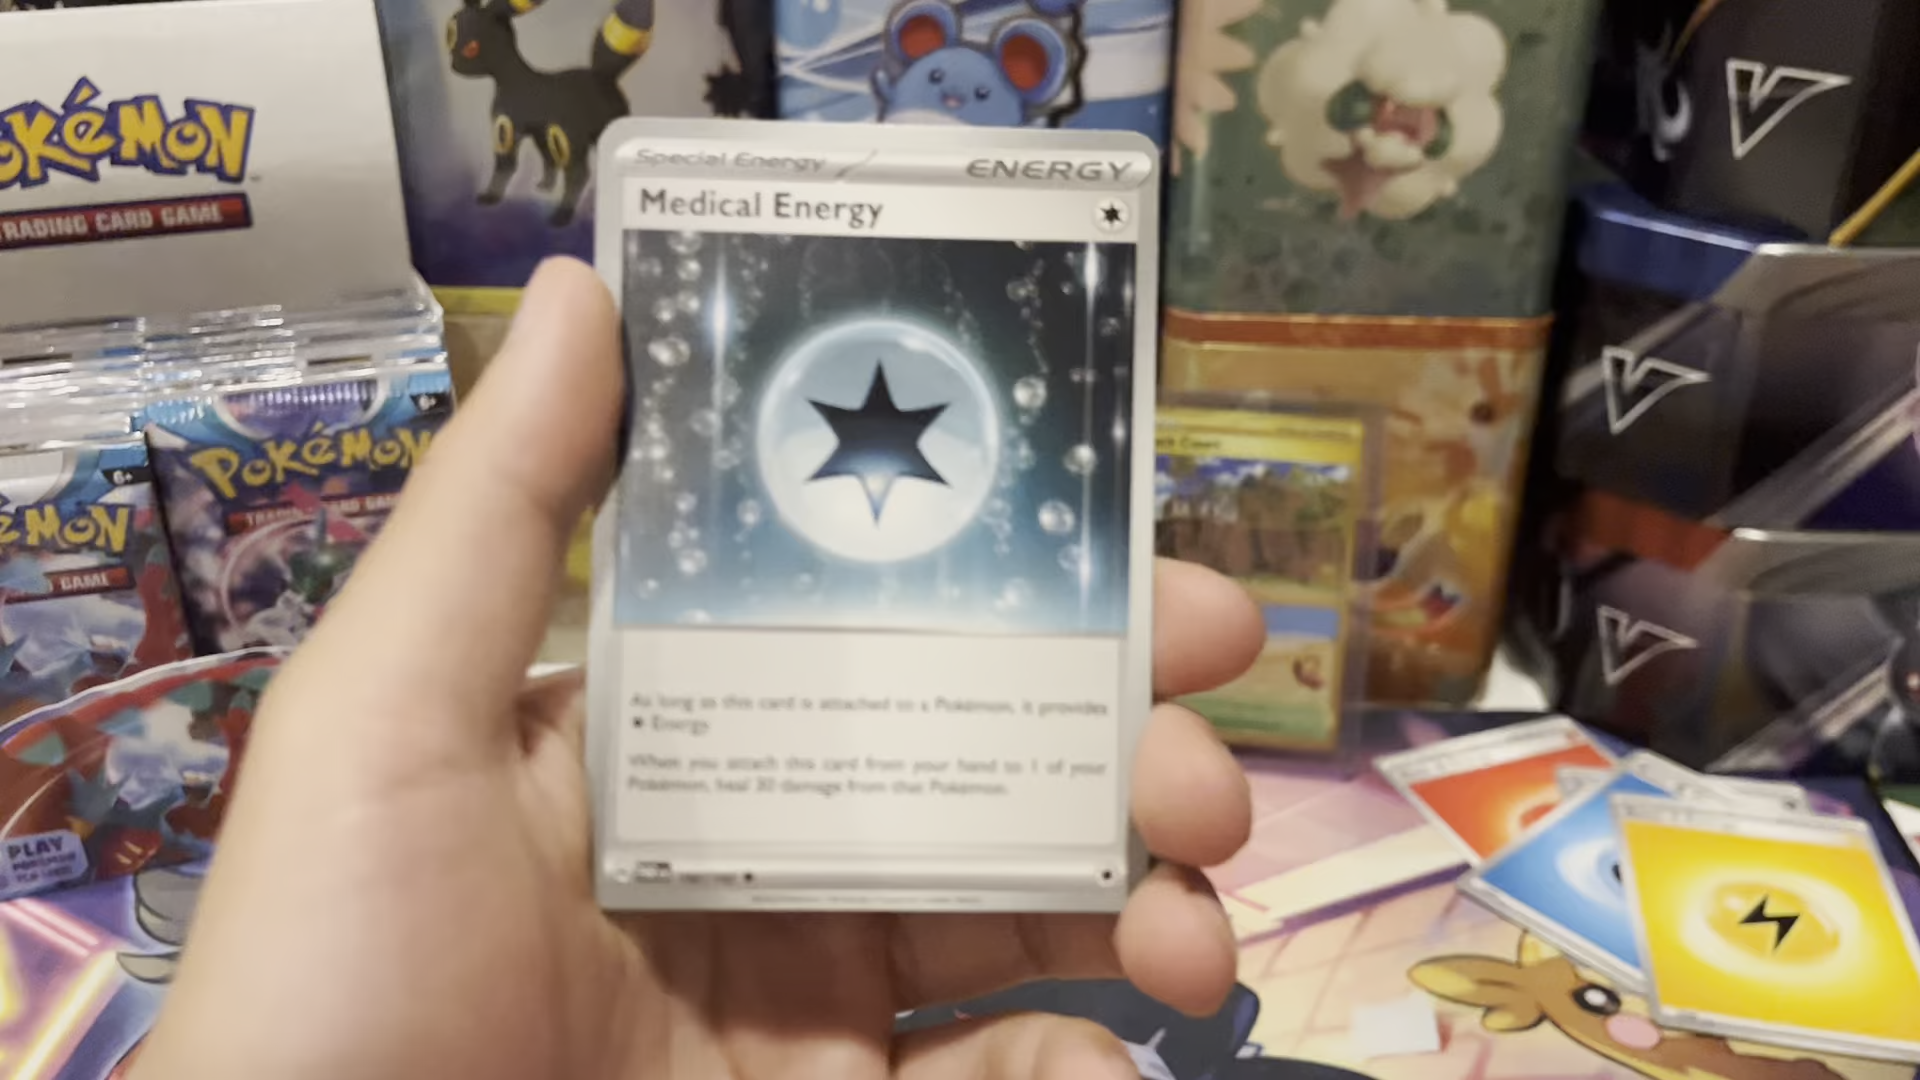 POKéMON
TRADING CARD GAME
Special Energy
ENERGY
Medical Energy
As long as this card is attached to a Pokémon, it provides
Energy
When you attach this card from your hand to 1 of your
Pokémon, heal 30 damage from that Pokémon.
POKéMON
6+
POKéMON
6+
GAME
PLAY
V
V
V